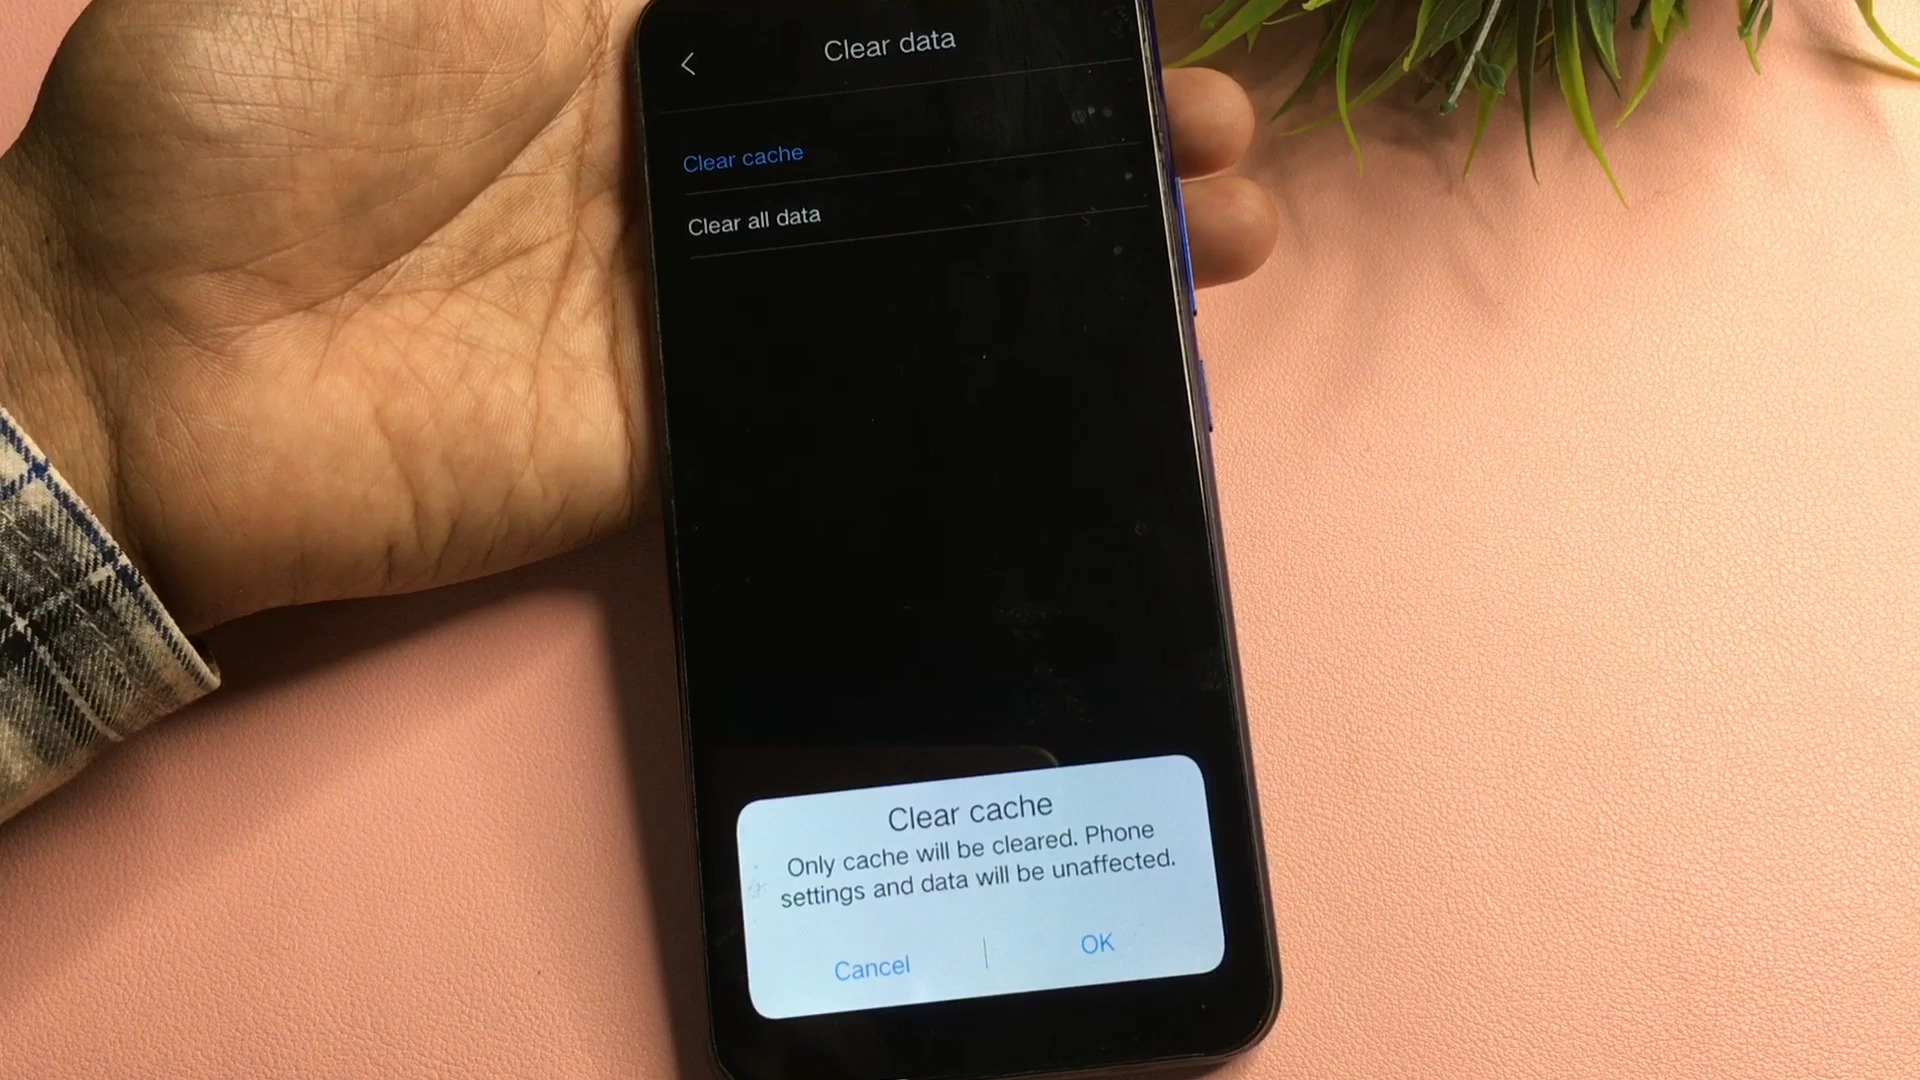 Clear data
Clear cache
Clear all data
Clear cache
Only cache will be cleared. Phone
settings and data will be unaffected.
Cancel
OK